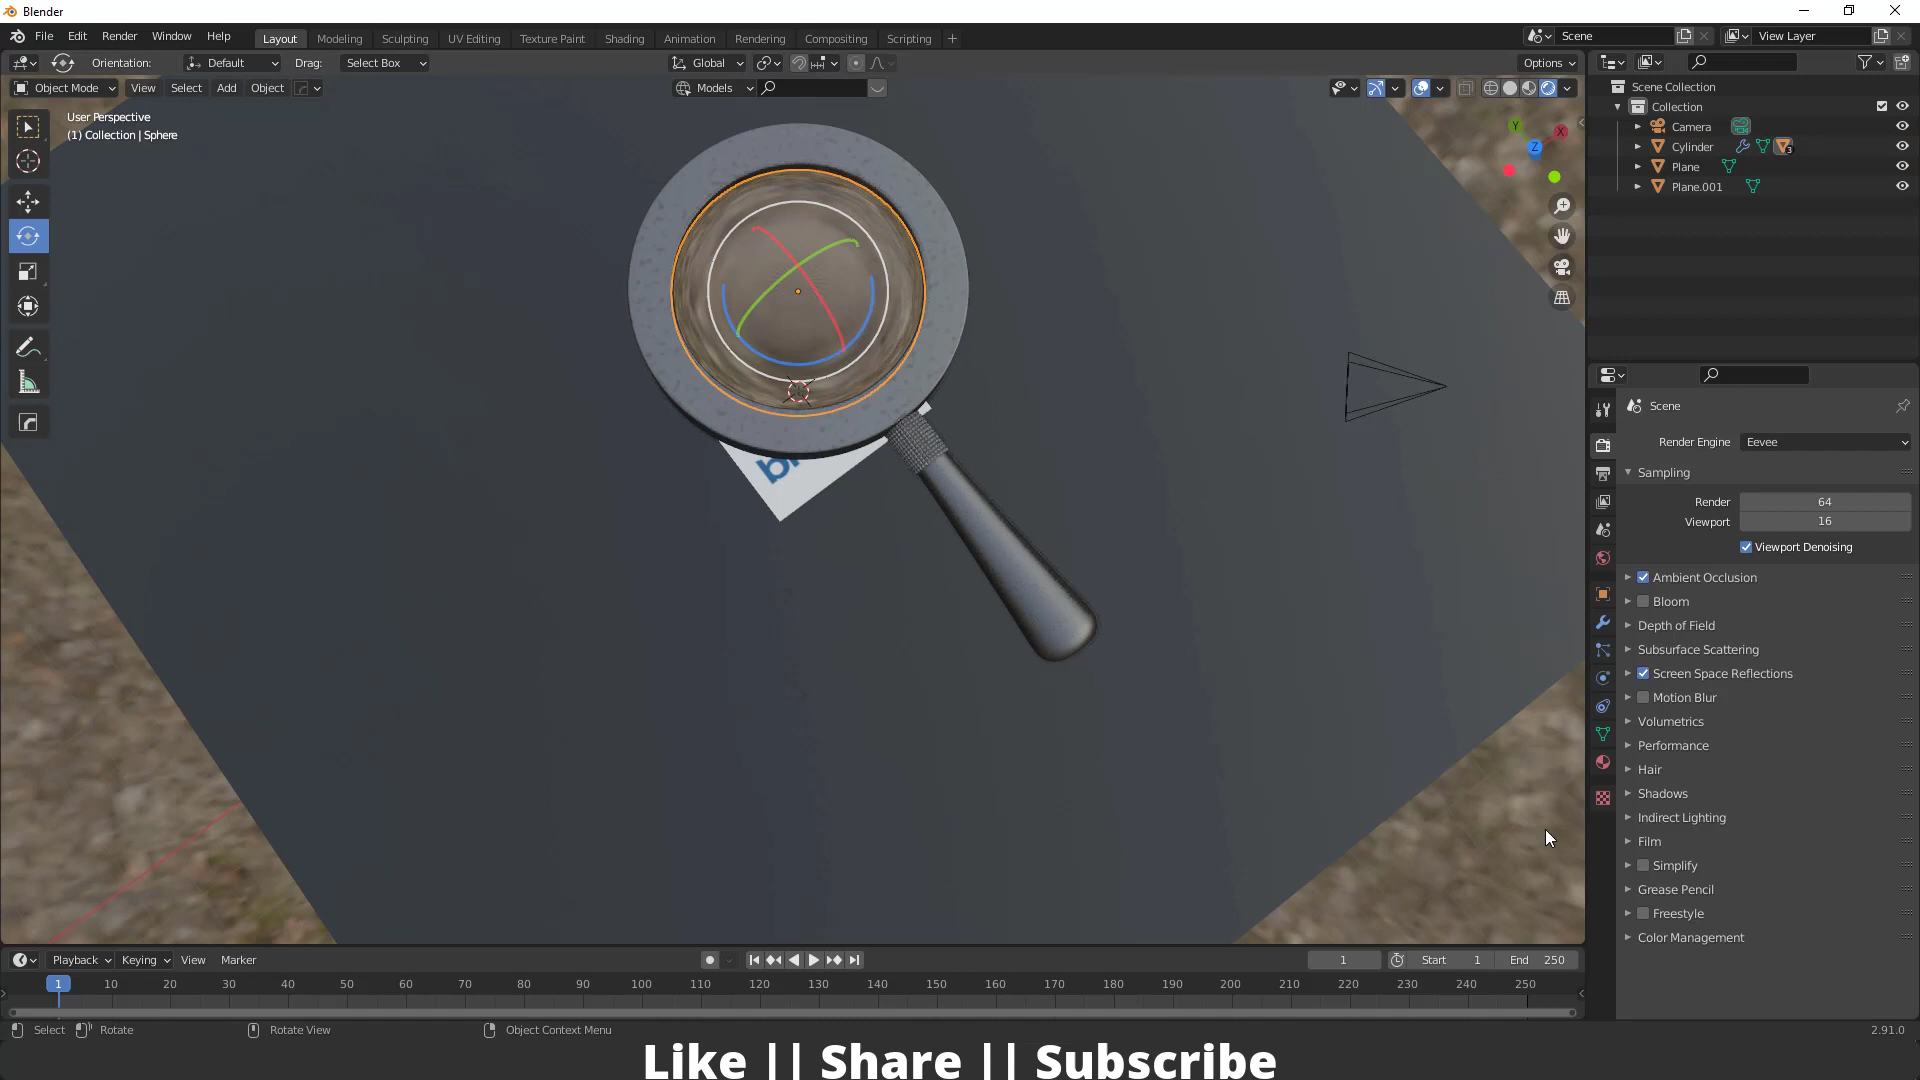 Blender
File Edit Render Window Help
Layout Modeling Sculpting UV Editing Texture Paint Shading Animation Rendering Compositing Scripting +
Scene
View Layer
Orientation: Default Drag: Select Box
Global
Options
Object Mode View Select Add Object
Models
User Perspective
(1) Collection | Sphere
Y X Z
Scene Collection
Collection
Camera
Cylinder 3
Plane
Plane.001
Scene
Render Engine Eevee
Sampling
Render 64
Viewport 16
Viewport Denoising
Ambient Occlusion
Bloom
Depth of Field
Subsurface Scattering
Screen Space Reflections
Motion Blur
Volumetrics
Performance
Hair
Shadows
Indirect Lighting
Film
Simplify
Grease Pencil
Freestyle
Color Management
Playback Keying View Marker
1 Start 1 End 250
1 10 20 30 40 50 60 70 80 90 100 110 120 130 140 150 160 170 180 190 200 210 220 230 240 250
Select Rotate Rotate View Object Context Menu 2.91.0
Like || Share || Subscribe